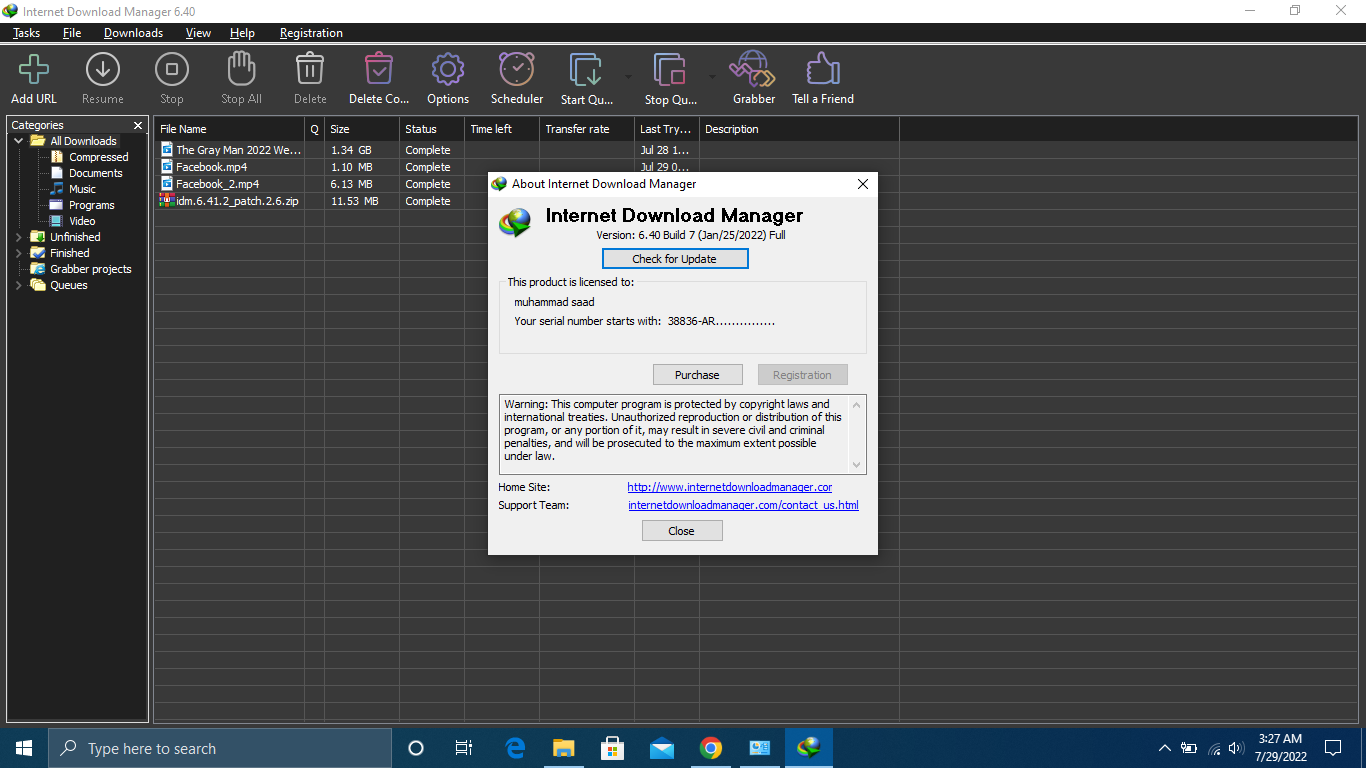 Internet Download Manager 6.40
Tasks File Downloads View Help Registration
Add URL Resume Stop Stop All Delete Delete Co... Options Scheduler Start Qu... Stop Qu... Grabber Tell a Friend
Categories
All Downloads
Compressed
Documents
Music
Programs
Video
Unfinished
Finished
Grabber projects
Queues
File Name Q Size Status Time left Transfer rate Last Try... Description
The Gray Man 2022 We... 1.34 GB Complete Jul 28 1...
Facebook.mp4 1.10 MB Complete Jul 29 0...
Facebook_2.mp4 6.13 MB Complete
idm.6.41.2_patch.2.6.zip 11.53 MB Complete
About Internet Download Manager
Internet Download Manager
Version: 6.40 Build 7 (Jan/25/2022) Full
Check for Update
This product is licensed to:
muhammad saad
Your serial number starts with: 38836-AR...............
Purchase Registration
Warning: This computer program is protected by copyright laws and
international treaties. Unauthorized reproduction or distribution of this
program, or any portion of it, may result in severe civil and criminal
penalties, and will be prosecuted to the maximum extent possible
under law.
Home Site: http://www.internetdownloadmanager.cor
Support Team: internetdownloadmanager.com/contact_us.html
Close
Type here to search
3:27 AM
7/29/2022